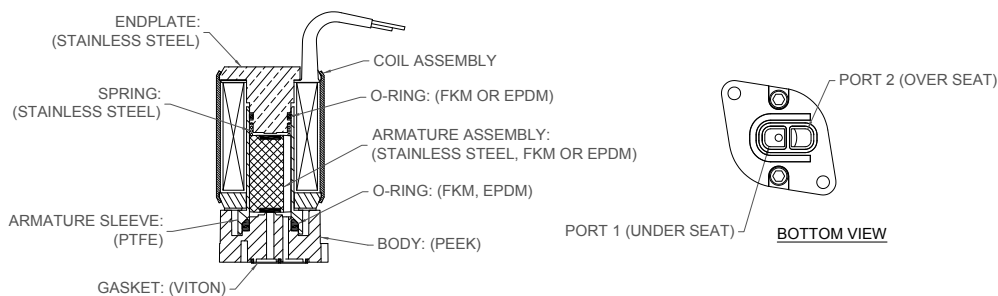 ENDPLATE:
(STAINLESS STEEL)
COIL ASSEMBLY
SPRING:
(STAINLESS STEEL)
O-RING: (FKM OR EPDM)
ARMATURE ASSEMBLY:
(STAINLESS STEEL, FKM OR EPDM)
O-RING: (FKM, EPDM)
ARMATURE SLEEVE:
(PTFE)
BODY: (PEEK)
GASKET: (VITON)
PORT 2 (OVER SEAT)
PORT 1 (UNDER SEAT)
BOTTOM VIEW